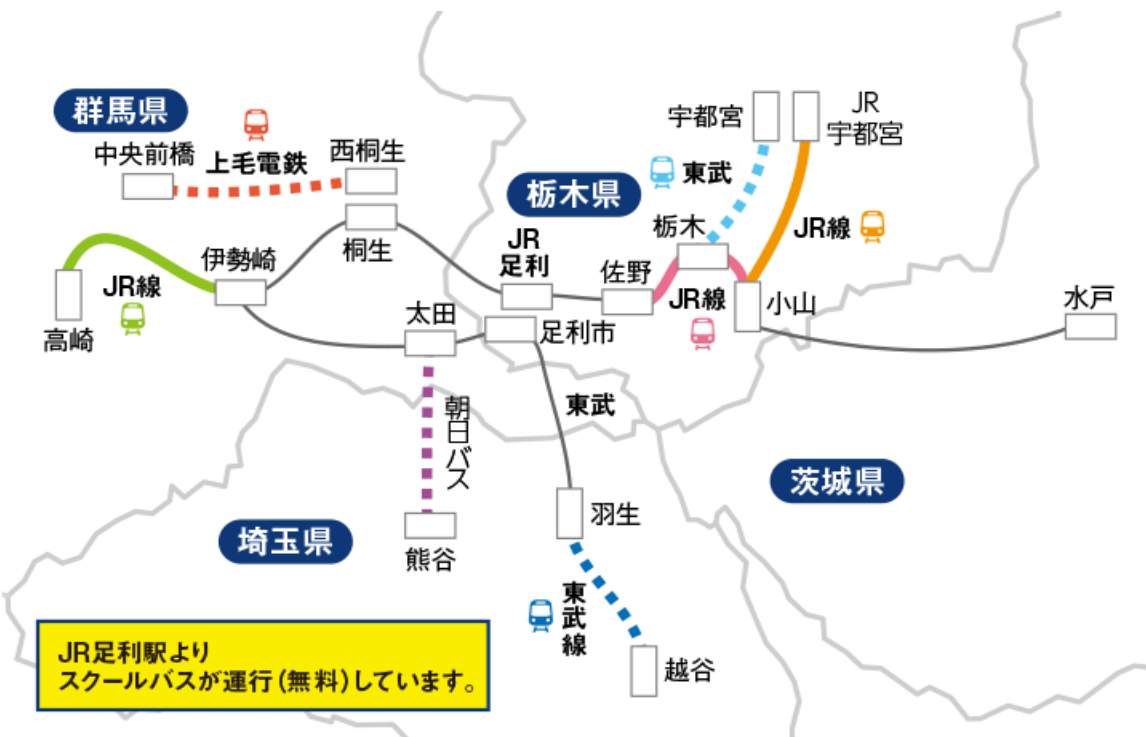 群馬県
中央前橋
上毛電鉄
西桐生
桐生
伊勢崎
JR線
高崎
栃木県
宇都宮
JR
宇都宮
東武
栃木
JR線
JR
足利
佐野
JR線
小山
水戸
太田
足利市
東武
朝日バス
熊谷
羽生
茨城県
埼玉県
東武線
越谷
JR足利駅より
スクールバスが運行(無料)しています。